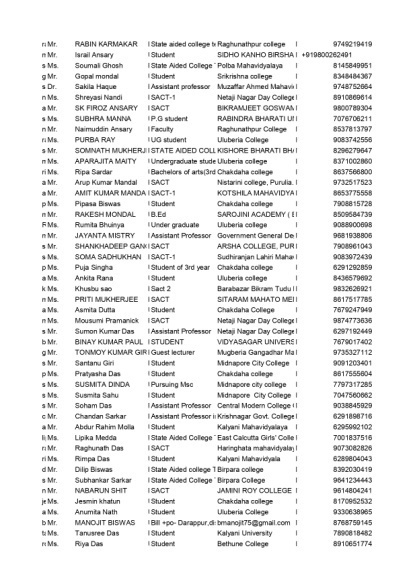 r Mr. RABIN KARMAKAR I State aided college te Raghunathpur college I 9749219419
n Mr. Israil Ansary I Student SIDHO KANHO BIRSHA I +919800262491
s Ms. Soumali Ghosh I State Aided College T Polba Mahavidyalaya I 8145849951
g Mr. Gopal mondal I Student Srikrishna college I 8348484367
s Dr. Sakila Haque I Assistant professor Muzaffar Ahmed Mahavi I 9748752664
n Ms. Shreyasi Nandi I SACT-1 Netaji Nagar Day College I 8910869614
a Mr. SK FIROZ ANSARY I SACT BIKRAMJEET GOSWAM I 9800789304
s Ms. SUBHRA MANNA I P.G student RABINDRA BHARATI UN I 7076706211
n Mr. Naimuddin Ansary I Faculty Raghunathpur College I 8537813797
r Ms. PURBA RAY I UG student Uluberia College I 9083742556
s Mr. SOMNATH MUKHERJ I STATE AIDED COLL KISHORE BHARATI BH I 8296279647
n Ms. APARAJITA MAITY I Undergraduate stude Uluberia college I 8371002860
ri Ms. Ripa Sardar I Bachelors of arts(3rd Chakdaha college I 8637566800
a Mr. Arup Kumar Mandal I SACT Nistarini college, Purulia. I 9732517523
a Mr. AMIT KUMAR MANDA I SACT-1 KOTSHILA MAHAVIDYA I 8653775558
p Ms. Pipasa Biswas I Student Chakdaha college I 7908815728
n Mr. RAKESH MONDAL I B.Ed SAROJINI ACADEMY ( B I 8509584739
P Ms. Rumita Bhuinya I Under graduate Uluberia college I 9088900698
n Mr. JAYANTA MISTRY I Assistant Professor Government General De I 9681938806
s Mr. SHANKHADEEP GAN I SACT ARSHA COLLEGE, PUR I 7908961043
s Ms. SOMA SADHUKHAN I SACT-1 Sudhiranjan Lahiri Mahav I 9083972439
p Ms. Puja Singha I Student of 3rd year Chakdaha college I 6291292859
a Ms. Ankita Rana I Student Uluberia college I 8436579692
k Ms. Khusbu sao I Sact 2 Barabazar Bikram Tudu I 9832626921
n Ms. PRITI MUKHERJEE I SACT SITARAM MAHATO MEI I 8617517785
a Ms. Asmita Dutta I Student Chakdaha College I 7679247949
n Ms. Mousumi Pramanick I SACT Netaji Nagar College I 9874773636
s Mr. Sumon Kumar Das I Assistant Professor Netaji Nagar Day College I 6297192449
b Mr. BINAY KUMAR PAUL I STUDENT VIDYASAGAR UNIVERS I 7679017402
g Mr. TONMOY KUMAR GIRI I Guest lecturer Mugberia Gangadhar Ma I 9735327112
s Mr. Santanu Giri I Student Midnapore City College I 9091203401
p Ms. Pratyasha Das I Student Chakdaha college I 8617555604
s Ms. SUSMITA DINDA I Pursuing Msc Midnapore city college I 7797317285
s Ms. Susmita Sahu I Student Midnapore City College I 7047560662
s Mr. Soham Das I Assistant Professor Central Modern College I 9038845929
c Mr. Chandan Sarkar I Assistant Professor i Krishnagar Govt. College I 6291898716
a Mr. Abdur Rahim Molla I Student Kalyani Mahavidyalaya I 6295992102
li Ms. Lipika Medda I State Aided College T East Calcutta Girls' Colle I 7001837516
r Mr. Raghunath Das I SACT Haringhata mahavidyalay I 9073082826
ri Ms. Rimpa Das I Student Kalyani Mahavidyala I 6289804043
d Mr. Dilip Biswas I State Aided college T Birpara college I 8392030419
s Mr. Subhankar Sarkar I State Aided College T Birpara College I 9641234443
n Mr. NABARUN SHIT I SACT JAMINI ROY COLLEGE I 9614804241
je Ms. Jesmin khatun I Student Chakdaha college I 8170952532
a Ms. Anumita Nath I Student Uluberia College I 9330638965
b Mr. MANOJIT BISWAS I Bill +po- Darappur,di bmanojit75@gmail.com I 8768759145
ta Ms. Tanusree Das I Student Kalyani University I 7890818482
ri Ms. Riya Das I Student Bethune College I 8910651774